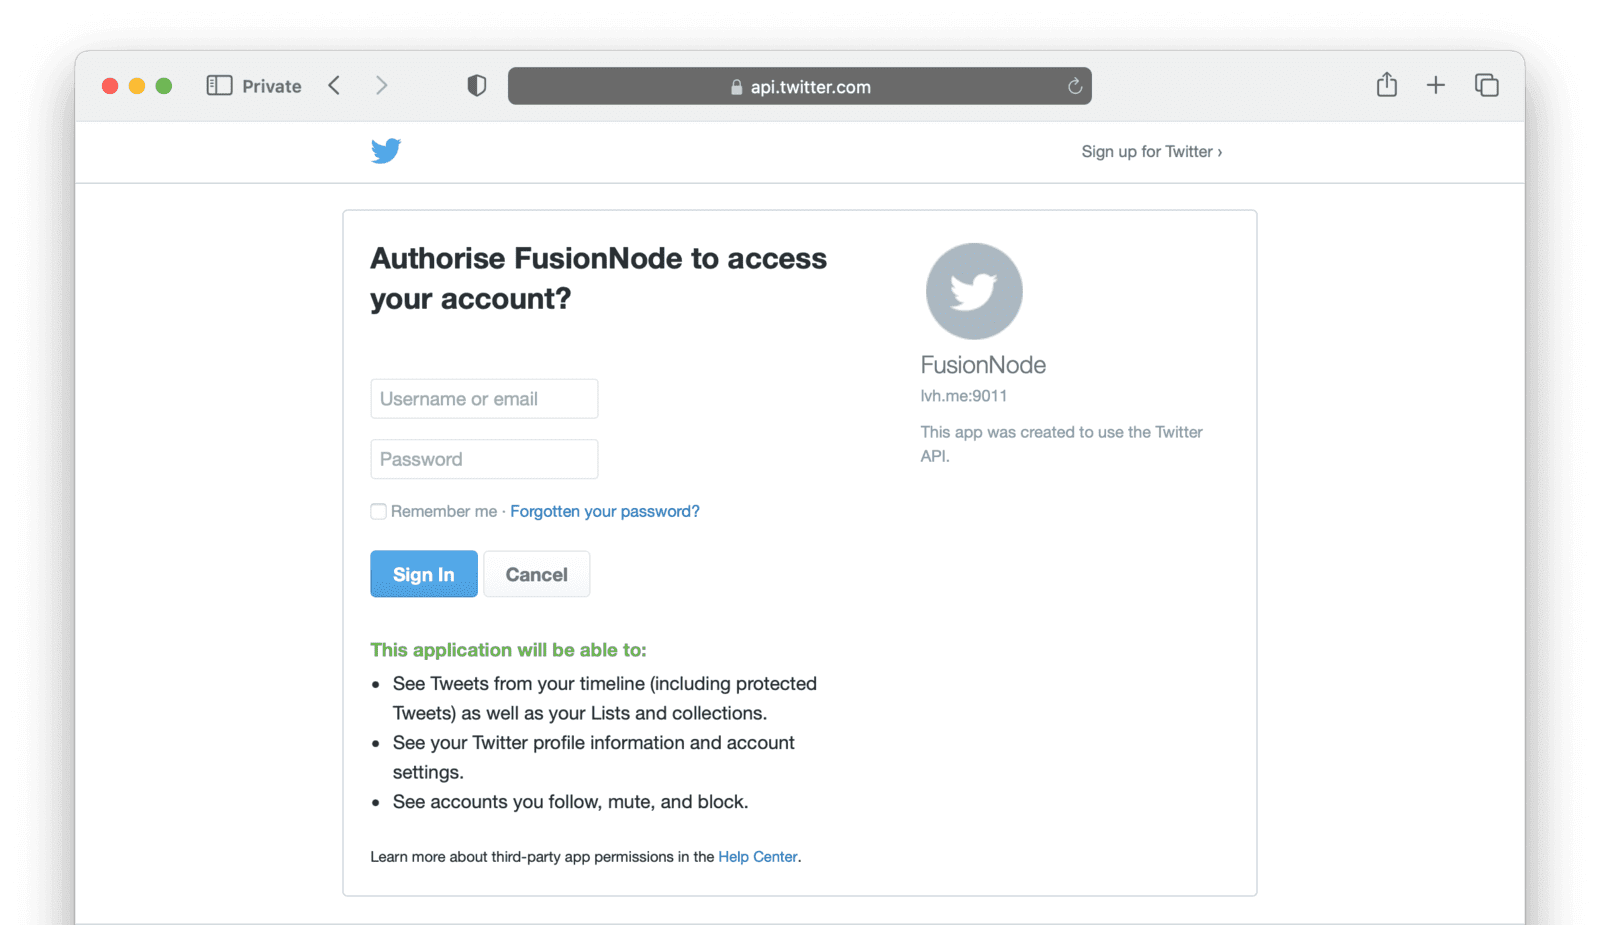 Private
api.twitter.com
Sign up for Twitter ›
Authorise FusionNode to access
your account?
Username or email
Password
Remember me · Forgotten your password?
Sign In
Cancel
This application will be able to:
• See Tweets from your timeline (including protected
Tweets) as well as your Lists and collections.
• See your Twitter profile information and account
settings.
• See accounts you follow, mute, and block.
Learn more about third-party app permissions in the Help Center.
FusionNode
lvh.me:9011
This app was created to use the Twitter
API.